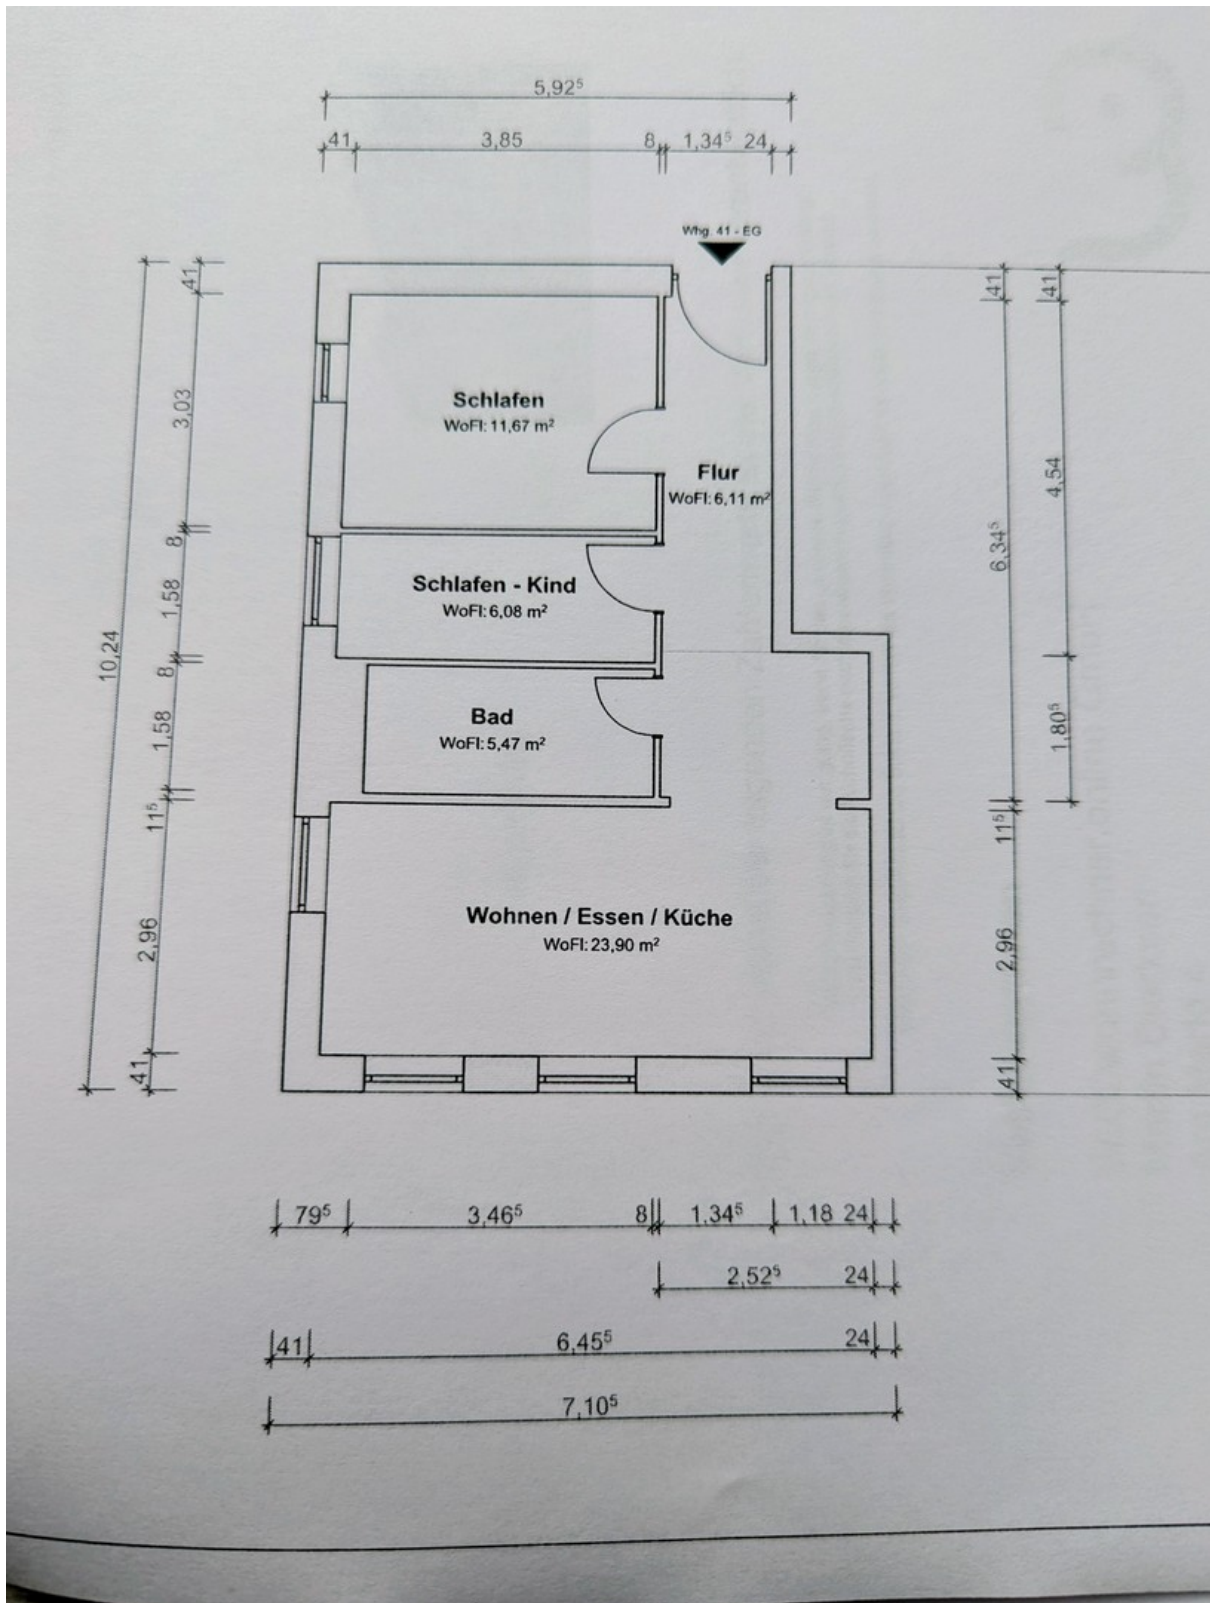 5,92⁵
41 3,85 8 1,34⁵ 24
Whg. 41 - EG
41
3,03
8
1,58
8
1,58
11⁵
2,96
41
10,24
Schlafen
WoFl: 11,67 m²
Flur
WoFl: 6,11 m²
Schlafen - Kind
WoFl: 6,08 m²
Bad
WoFl: 5,47 m²
Wohnen / Essen / Küche
WoFl: 23,90 m²
41
6,34⁵
11⁵
2,96
41
41
4,54
1,80⁵
79⁵ 3,46⁵ 8 1,34⁵ 1,18 24
2,52⁵ 24
41 6,45⁵ 24
7,10⁵